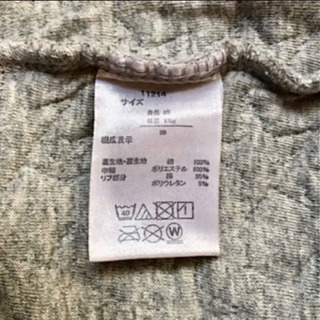 11214
サイズ
組成表示
表生地・裏生地 綿 100%
中綿 ポリエステル 100%
リブ部分 綿 95%
ポリウレタン 5%
40
W